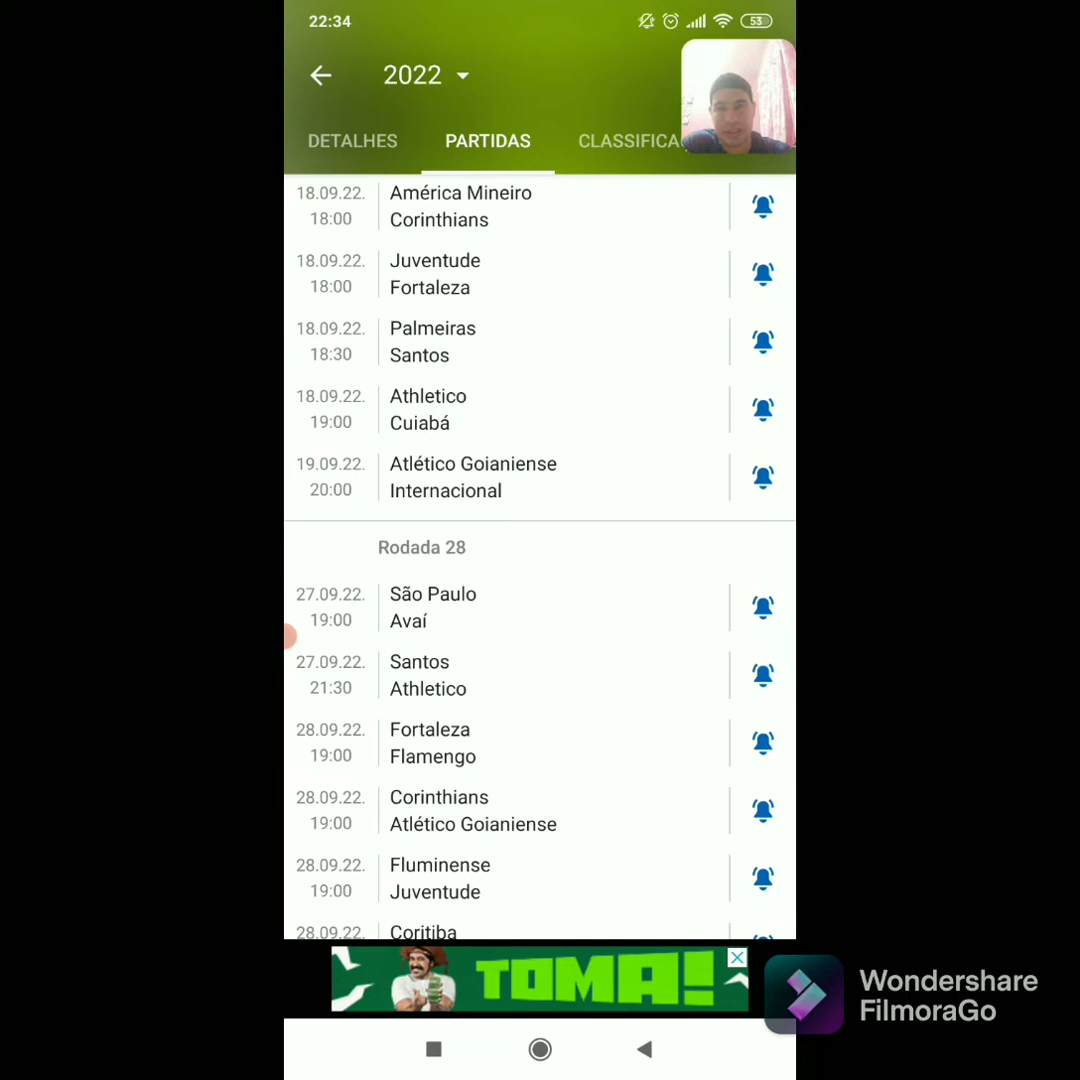 22:34
53
2022
DETALHES
PARTIDAS
CLASSIFICA
18.09.22. América Mineiro
18:00 Corinthians
18.09.22. Juventude
18:00 Fortaleza
18.09.22. Palmeiras
18:30 Santos
18.09.22. Athletico
19:00 Cuiabá
19.09.22. Atlético Goianiense
20:00 Internacional
Rodada 28
27.09.22. São Paulo
19:00 Avaí
27.09.22. Santos
21:30 Athletico
28.09.22. Fortaleza
19:00 Flamengo
28.09.22. Corinthians
19:00 Atlético Goianiense
28.09.22. Fluminense
19:00 Juventude
28.09.22. Coritiba
TOMA!
Wondershare
FilmoraGo